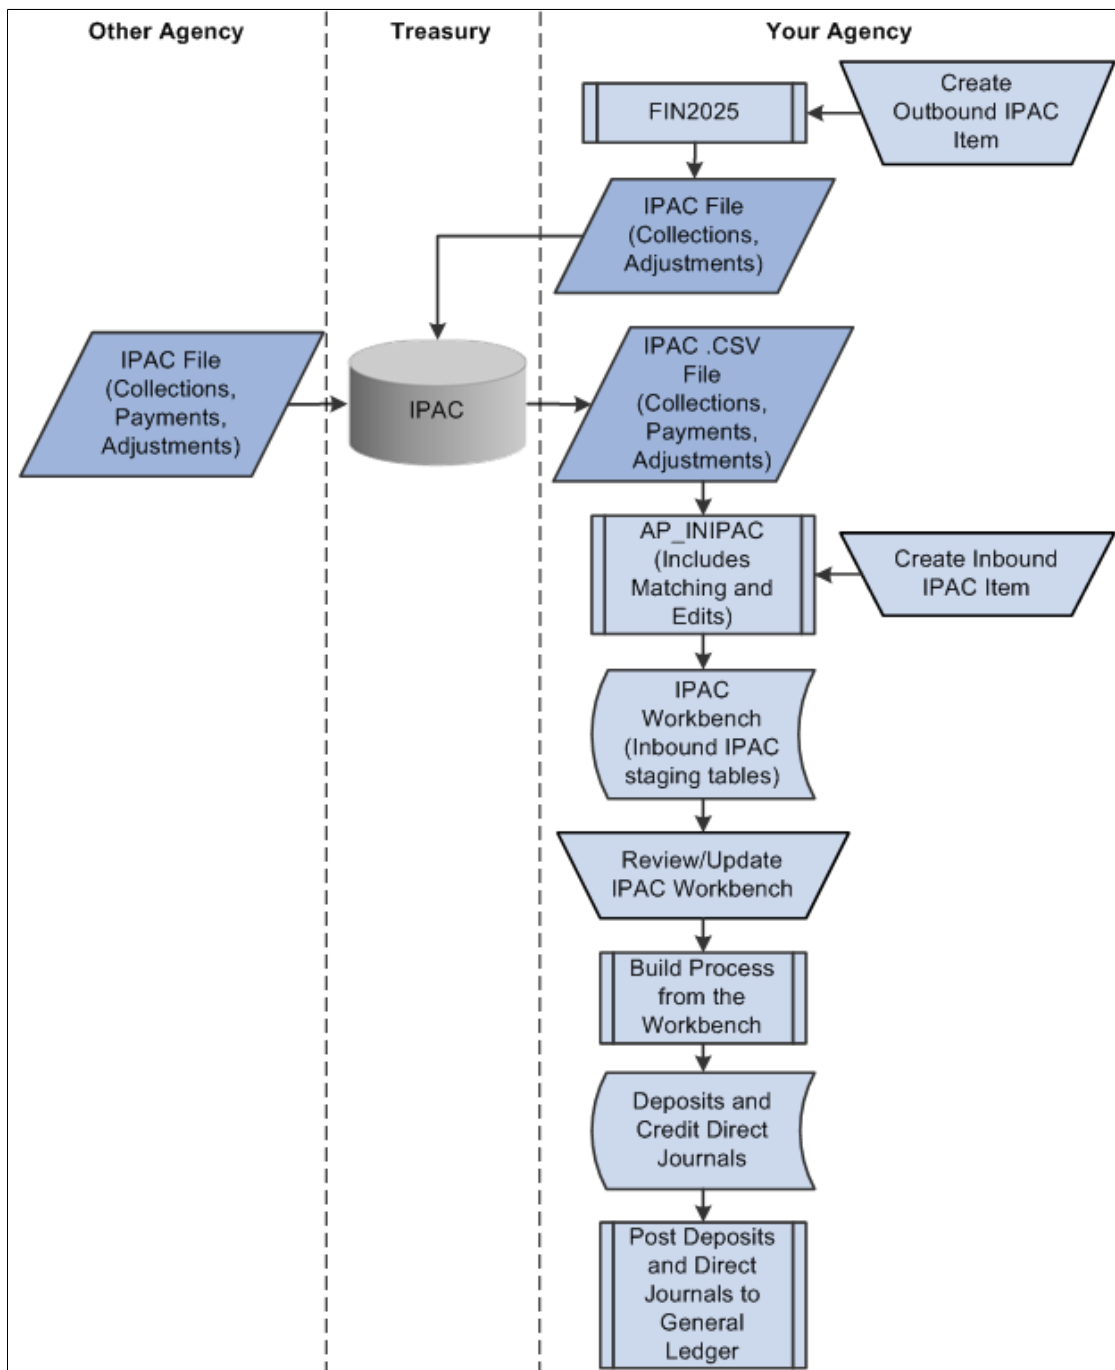 Other Agency
Treasury
Your Agency
FIN2025
Create
Outbound IPAC
Item
IPAC File
(Collections,
Adjustments)
IPAC File
(Collections,
Payments,
Adjustments)
IPAC
IPAC .CSV
File
(Collections,
Payments,
Adjustments)
AP_INIPAC
(Includes
Matching and
Edits)
Create Inbound
IPAC Item
IPAC
Workbench
(Inbound IPAC
staging tables)
Review/Update
IPAC Workbench
Build Process
from the
Workbench
Deposits and
Credit Direct
Journals
Post Deposits
and Direct
Journals to
General
Ledger